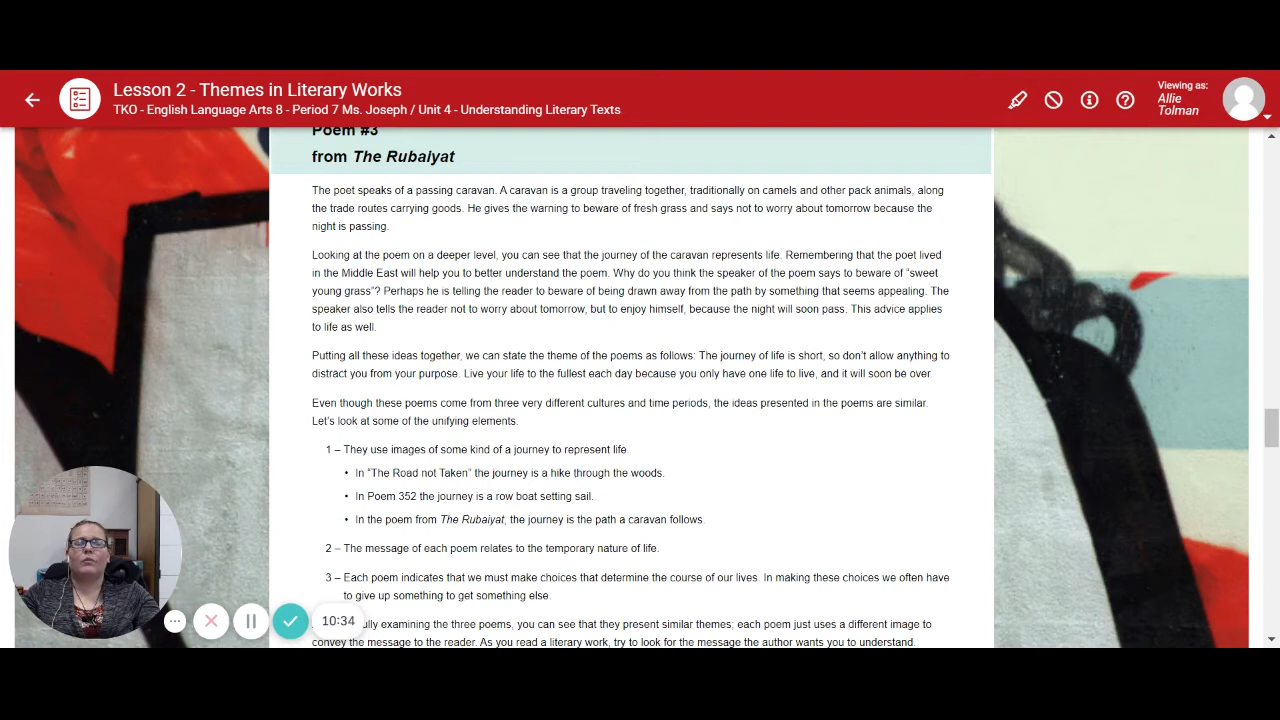 Lesson 2 - Themes in Literary Works
TKO - English Language Arts 8 - Period 7 Ms. Joseph / Unit 4 - Understanding Literary Texts
Viewing as:
Allie
Tolman
Poem #3
from The Rubaiyat
The poet speaks of a passing caravan. A caravan is a group traveling together, traditionally on camels and other pack animals, along
the trade routes carrying goods. He gives the warning to beware of fresh grass and says not to worry about tomorrow because the
night is passing.
Looking at the poem on a deeper level, you can see that the journey of the caravan represents life. Remembering that the poet lived
in the Middle East will help you to better understand the poem. Why do you think the speaker of the poem says to beware of “sweet
young grass”? Perhaps he is telling the reader to beware of being drawn away from the path by something that seems appealing. The
speaker also tells the reader not to worry about tomorrow, but to enjoy himself, because the night will soon pass. This advice applies
to life as well.
Putting all these ideas together, we can state the theme of the poems as follows: The journey of life is short, so don’t allow anything to
distract you from your purpose. Live your life to the fullest each day because you only have one life to live, and it will soon be over.
Even though these poems come from three very different cultures and time periods, the ideas presented in the poems are similar.
Let’s look at some of the unifying elements.
1 – They use images of some kind of a journey to represent life.
• In “The Road not Taken” the journey is a hike through the woods.
• In Poem 352 the journey is a row boat setting sail.
• In the poem from The Rubaiyat, the journey is the path a caravan follows.
2 – The message of each poem relates to the temporary nature of life.
3 – Each poem indicates that we must make choices that determine the course of our lives. In making these choices we often have
to give up something to get something else
10:34
fully examining the three poems, you can see that they present similar themes; each poem just uses a different image to
convey the message to the reader. As you read a literary work, try to look for the message the author wants you to understand.